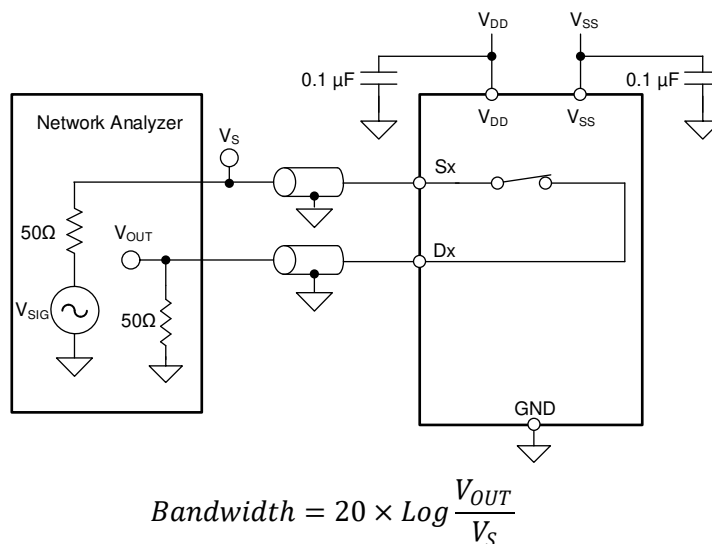 V_DD V_SS
0.1 µF 0.1 µF
Network Analyzer
V_DD V_SS
V_S
Sx
50Ω
V_OUT
Dx
V_SIG
50Ω
GND
Bandwidth = 20 × Log V_OUT / V_S